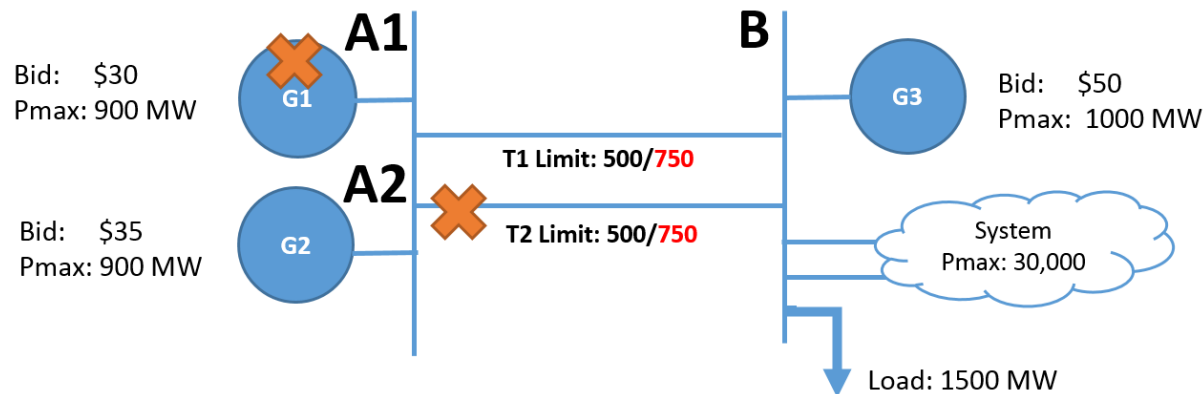 A1
B
Bid: $30
Pmax: 900 MW
G1
G3
Bid: $50
Pmax: 1000 MW
T1 Limit: 500/750
A2
Bid: $35
Pmax: 900 MW
G2
T2 Limit: 500/750
System
Pmax: 30,000
Load: 1500 MW